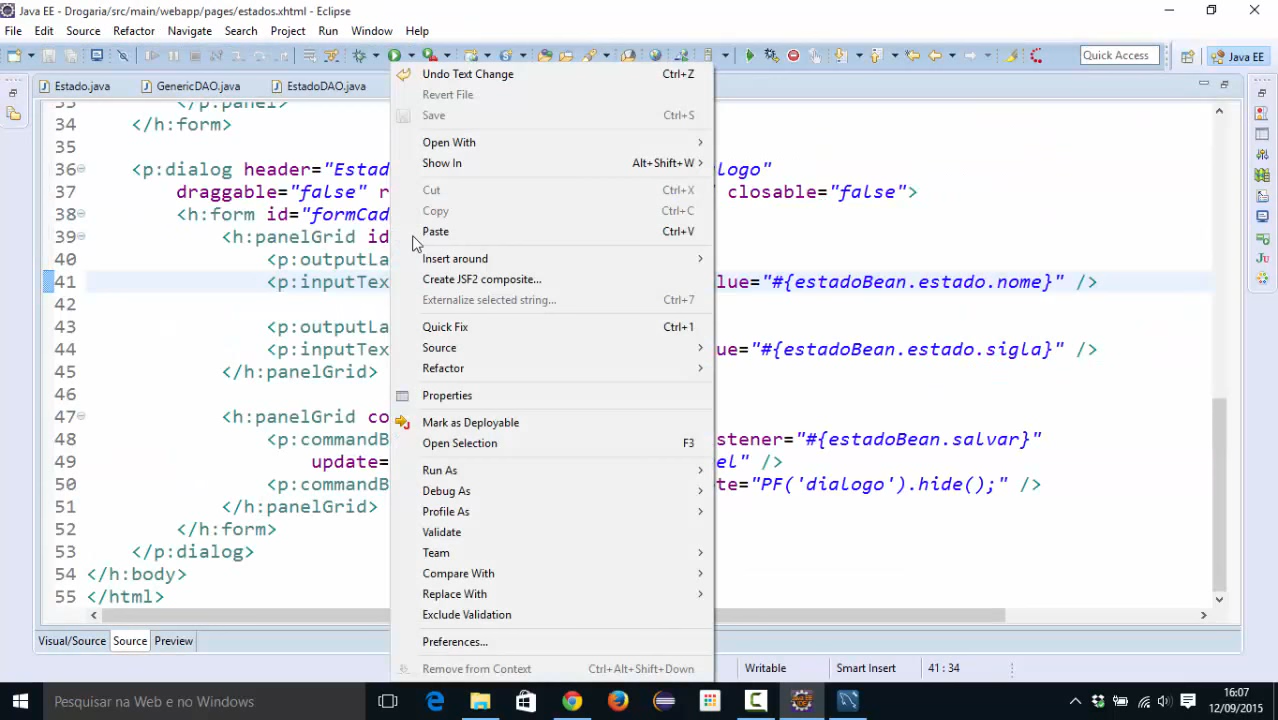 Java EE - Drogaria/src/main/webapp/pages/estados.xhtml - Eclipse
File Edit Source Refactor Navigate Search Project Run Window Help
Quick Access Java EE
Estado.java GenericDAO.java EstadoDAO.java
34 </h:form>
35
36 <p:dialog header="Esta logo"
37 draggable="false" r closable="false">
38 <h:form id="formCad
39 <h:panelGrid id
40 <p:outputLa
41 <p:inputTex lue="#{estadoBean.estado.nome}" />
42
43 <p:outputLa
44 <p:inputTex ue="#{estadoBean.estado.sigla}" />
45 </h:panelGrid>
46
47 <h:panelGrid co
48 <p:commandB stener="#{estadoBean.salvar}"
49 update= el" />
50 <p:commandB te="PF('dialogo').hide();" />
51 </h:panelGrid>
52 </h:form>
53 </p:dialog>
54 </h:body>
55 </html>
Undo Text Change Ctrl+Z
Revert File
Save Ctrl+S
Open With
Show In Alt+Shift+W
Cut Ctrl+X
Copy Ctrl+C
Paste Ctrl+V
Insert around
Create JSF2 composite...
Externalize selected string... Ctrl+7
Quick Fix Ctrl+1
Source
Refactor
Properties
Mark as Deployable
Open Selection F3
Run As
Debug As
Profile As
Validate
Team
Compare With
Replace With
Exclude Validation
Preferences...
Remove from Context Ctrl+Alt+Shift+Down
Visual/Source Source Preview
Writable Smart Insert 41 : 34
Pesquisar na Web e no Windows
16:07
12/09/2015